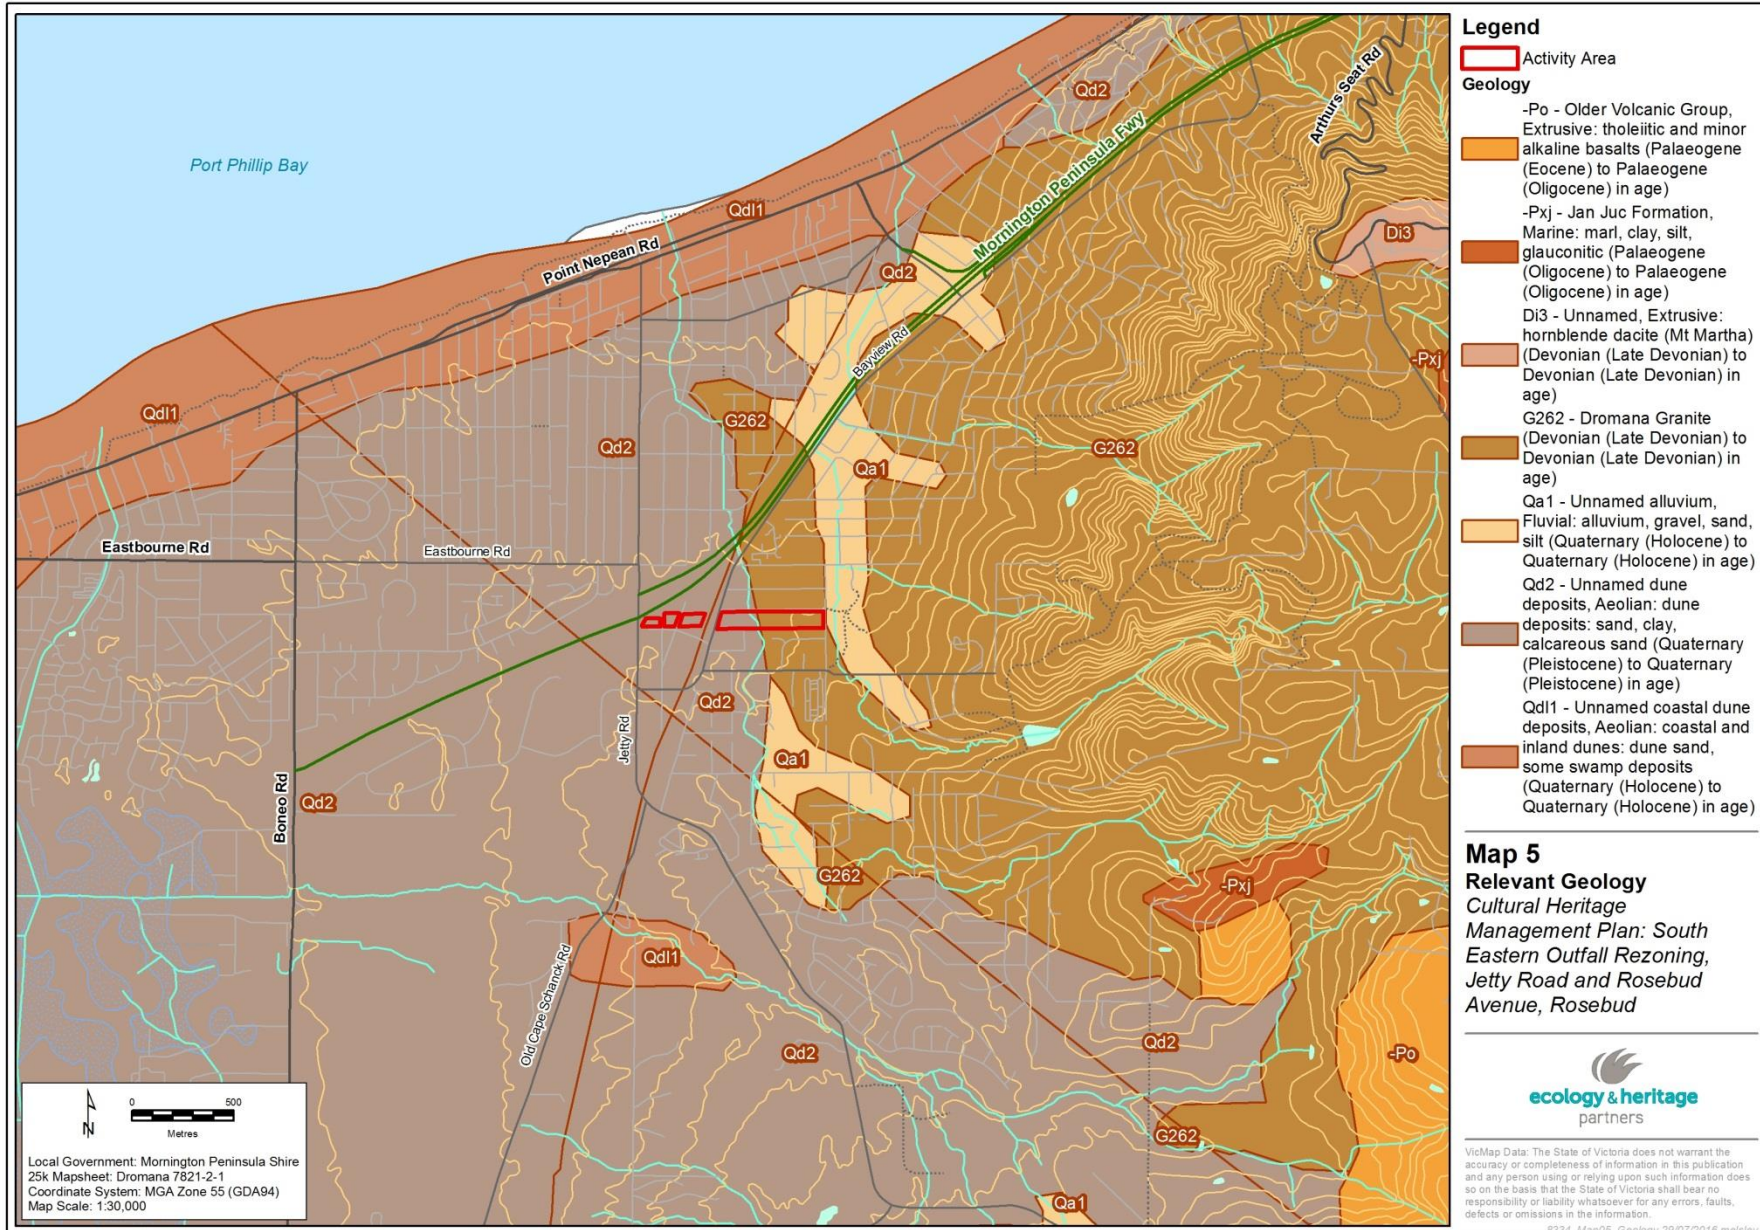 Port Phillip Bay
Point Nepean Rd
Mornington Peninsula Fwy
Arthurs Seat Rd
Bayview Rd
Eastbourne Rd
Eastbourne Rd
Boneo Rd
Jetty Rd
Old Cape Schanck Rd
Qd2
Qdl1
Qd2
Di3
-Pxj
Qdl1
G262
Qd2
Qa1
G262
Qd2
Qa1
Qd2
G262
-Pxj
Qdl1
Qd2
Qd2
-Po
G262
Qa1
N
0 500
Metres
Local Government: Mornington Peninsula Shire
25k Mapsheet: Dromana 7821-2-1
Coordinate System: MGA Zone 55 (GDA94)
Map Scale: 1:30,000
Legend
Activity Area
Geology
-Po - Older Volcanic Group,
Extrusive: tholeiitic and minor
alkaline basalts (Palaeogene
(Eocene) to Palaeogene
(Oligocene) in age)
-Pxj - Jan Juc Formation,
Marine: marl, clay, silt,
glauconitic (Palaeogene
(Oligocene) to Palaeogene
(Oligocene) in age)
Di3 - Unnamed, Extrusive:
hornblende dacite (Mt Martha)
(Devonian (Late Devonian) to
Devonian (Late Devonian) in
age)
G262 - Dromana Granite
(Devonian (Late Devonian) to
Devonian (Late Devonian) in
age)
Qa1 - Unnamed alluvium,
Fluvial: alluvium, gravel, sand,
silt (Quaternary (Holocene) to
Quaternary (Holocene) in age)
Qd2 - Unnamed dune
deposits, Aeolian: dune
deposits: sand, clay,
calcareous sand (Quaternary
(Pleistocene) to Quaternary
(Pleistocene) in age)
Qdl1 - Unnamed coastal dune
deposits, Aeolian: coastal and
inland dunes: dune sand,
some swamp deposits
(Quaternary (Holocene) to
Quaternary (Holocene) in age)
Map 5
Relevant Geology
Cultural Heritage
Management Plan: South
Eastern Outfall Rezoning,
Jetty Road and Rosebud
Avenue, Rosebud
ecology & heritage
partners
VicMap Data: The State of Victoria does not warrant the
accuracy or completeness of information in this publication
and any person using or relying upon such information does
so on the basis that the State of Victoria shall bear no
responsibility or liability whatsoever for any errors, faults,
defects or omissions in the information.